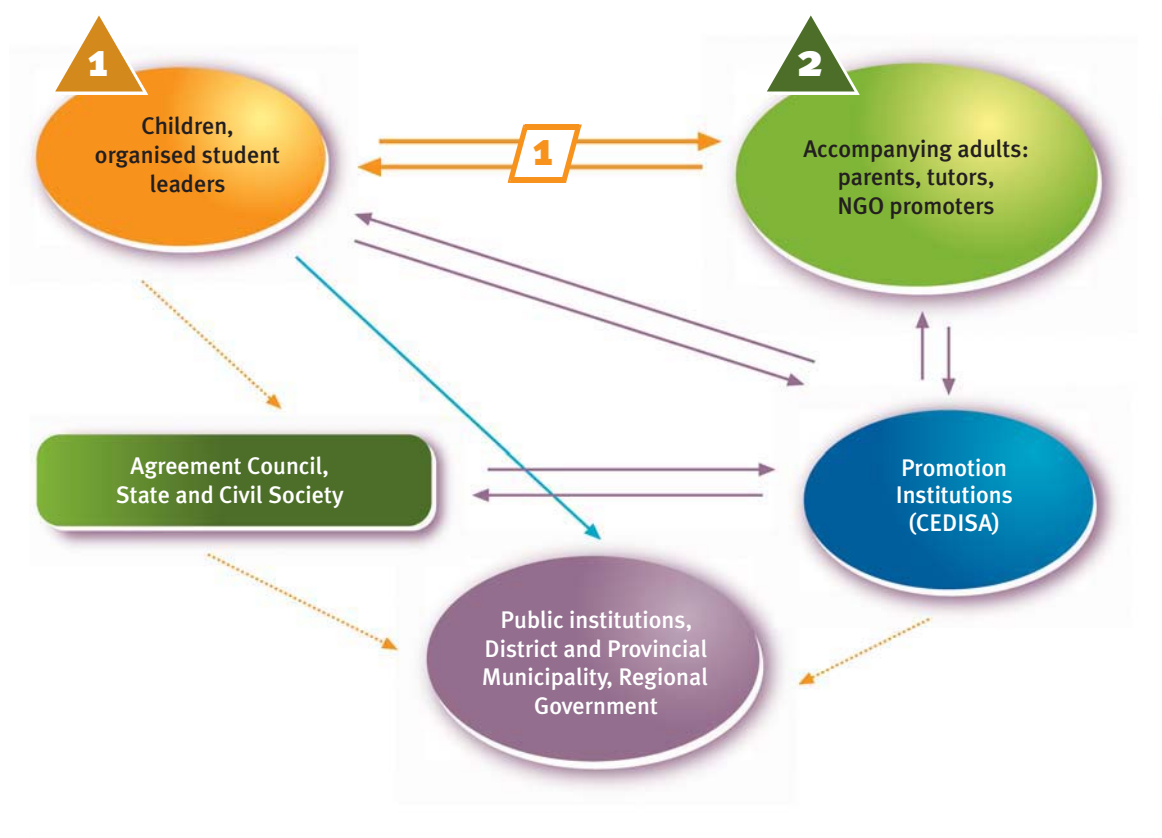 1
Children,
organised student
leaders
1
2
Accompanying adults:
parents, tutors,
NGO promoters
Agreement Council,
State and Civil Society
Promotion
Institutions
(CEDISA)
Public institutions,
District and Provincial
Municipality, Regional
Government